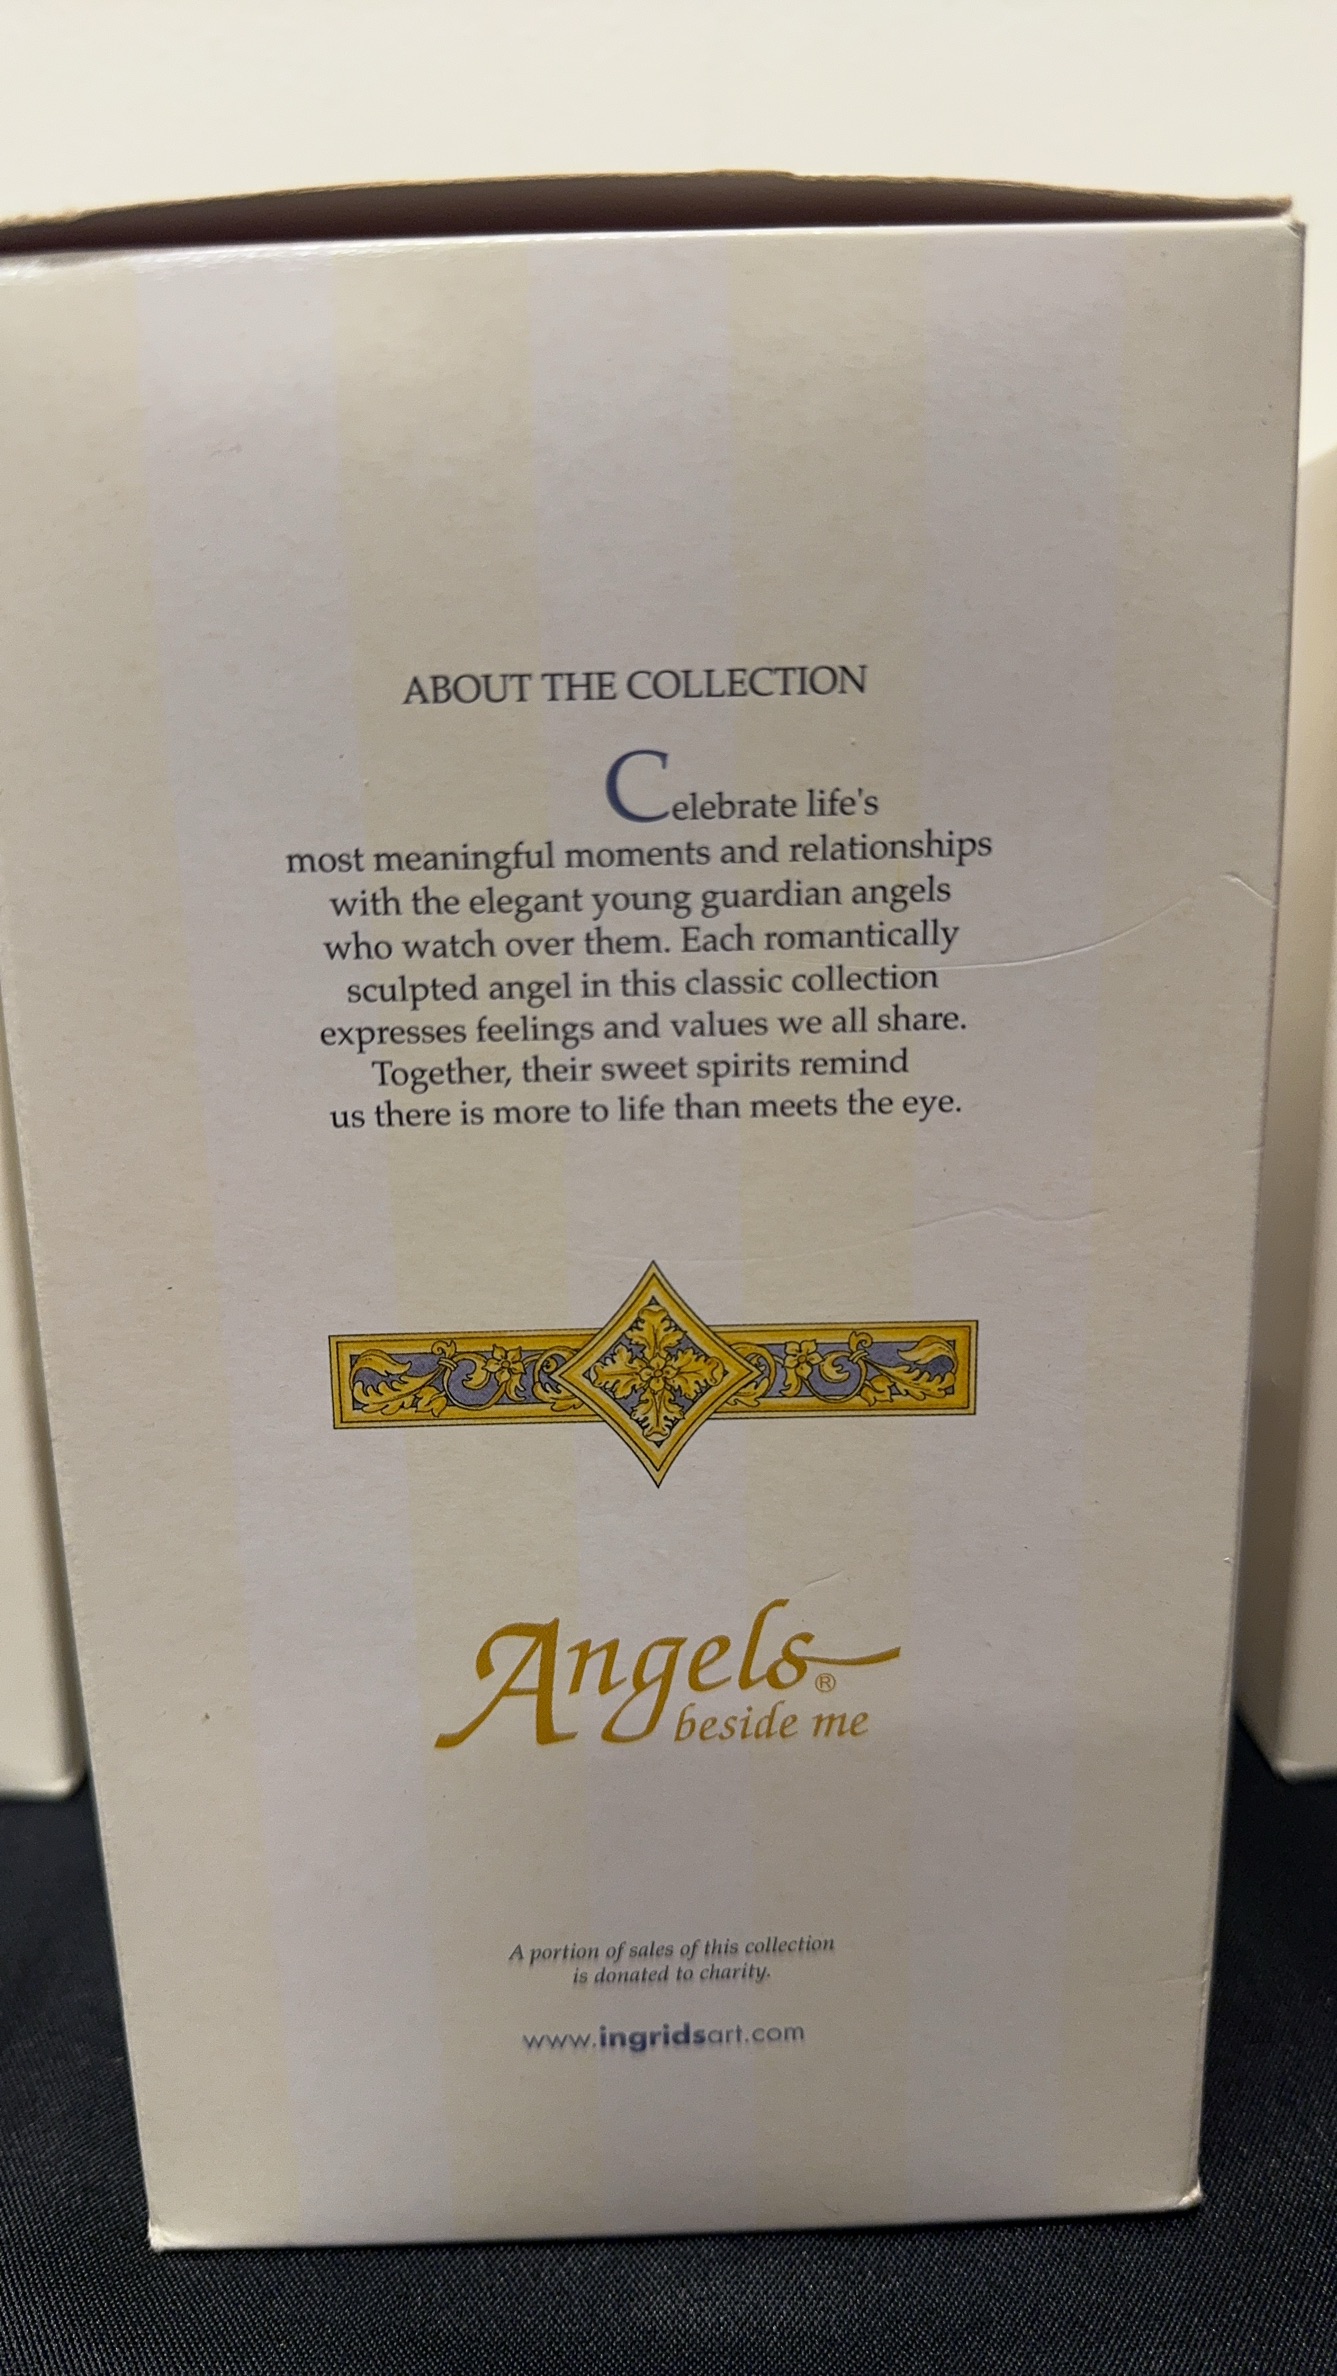 ABOUT THE COLLECTION
Celebrate life's
most meaningful moments and relationships
with the elegant young guardian angels
who watch over them. Each romantically
sculpted angel in this classic collection
expresses feelings and values we all share.
Together, their sweet spirits remind
us there is more to life than meets the eye.
Angels®
beside me
A portion of sales of this collection
is donated to charity.
www.ingridsart.com